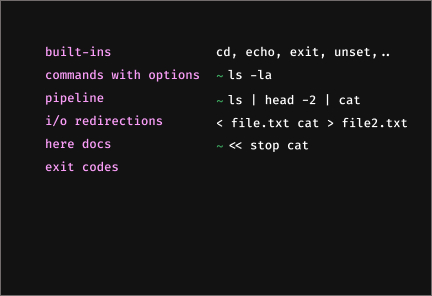 built-ins cd, echo, exit, unset,..
commands with options ~ ls -la
pipeline ~ ls | head -2 | cat
i/o redirections < file.txt cat > file2.txt
here docs ~ << stop cat
exit codes